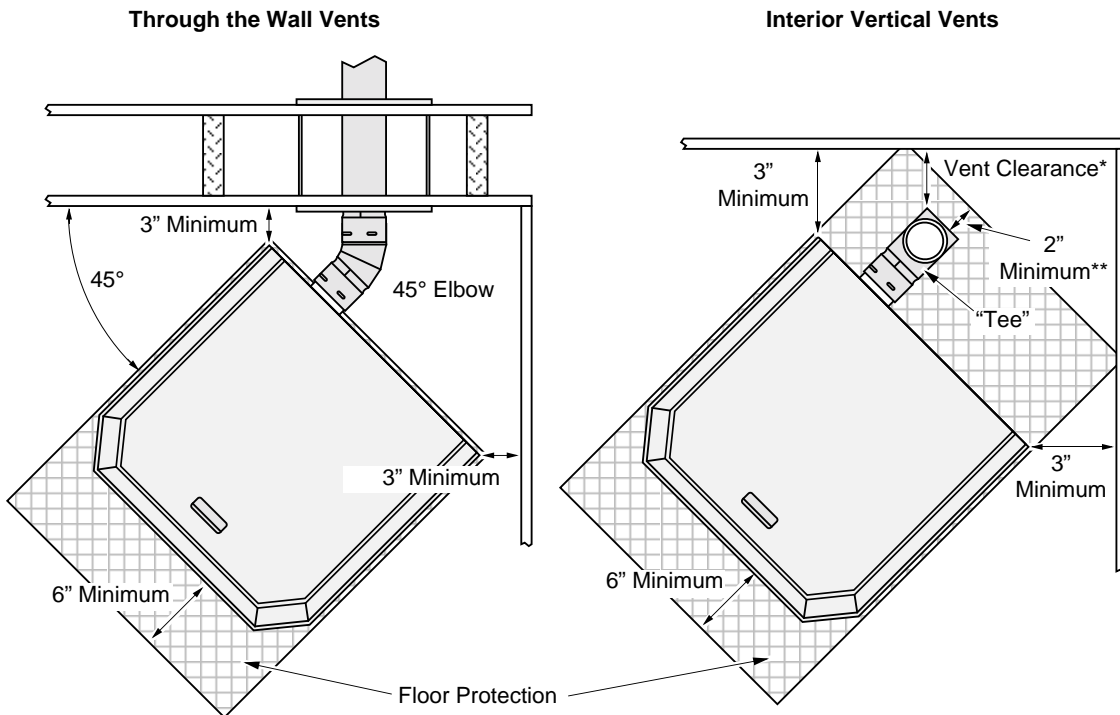 Through the Wall Vents
Interior Vertical Vents
3” Minimum
45°
45° Elbow
3” Minimum
6” Minimum
3”
Minimum
Vent Clearance*
2”
Minimum**
“Tee”
3”
Minimum
6” Minimum
Floor Protection